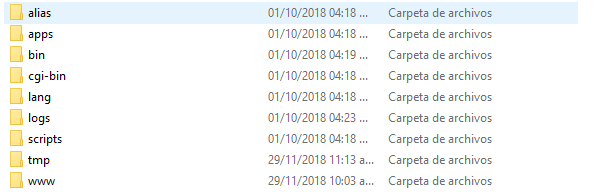 alias 01/10/2018 04:18 ... Carpeta de archivos
apps 01/10/2018 04:18 ... Carpeta de archivos
bin 01/10/2018 04:19 ... Carpeta de archivos
cgi-bin 01/10/2018 04:18 ... Carpeta de archivos
lang 01/10/2018 04:18 ... Carpeta de archivos
logs 01/10/2018 04:23 ... Carpeta de archivos
scripts 01/10/2018 04:18 ... Carpeta de archivos
tmp 29/11/2018 11:13 a... Carpeta de archivos
www 29/11/2018 10:03 a... Carpeta de archivos